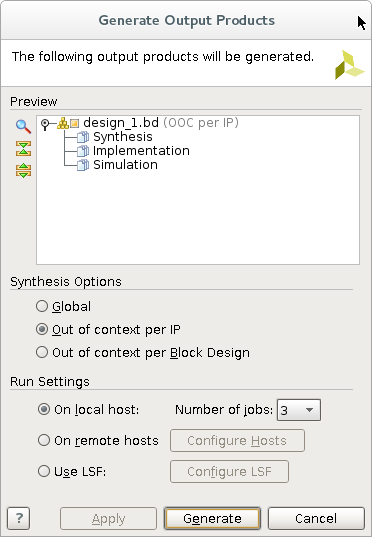 Generate Output Products
The following output products will be generated.
Preview
design_1.bd (OOC per IP)
Synthesis
Implementation
Simulation
Synthesis Options
Global
Out of context per IP
Out of context per Block Design
Run Settings
On local host: Number of jobs: 3
On remote hosts Configure Hosts
Use LSF: Configure LSF
? Apply Generate Cancel